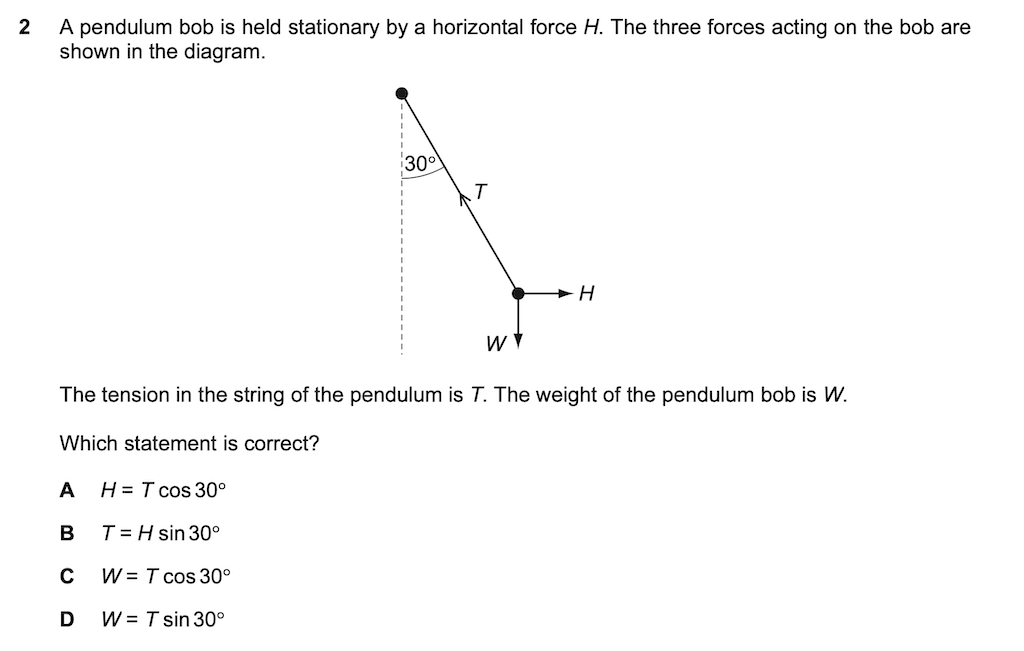 2 A pendulum bob is held stationary by a horizontal force H. The three forces acting on the bob are
shown in the diagram.
30°
T
H
W
The tension in the string of the pendulum is T. The weight of the pendulum bob is W.
Which statement is correct?
A H = T cos 30°
B T = H sin 30°
C W = T cos 30°
D W = T sin 30°